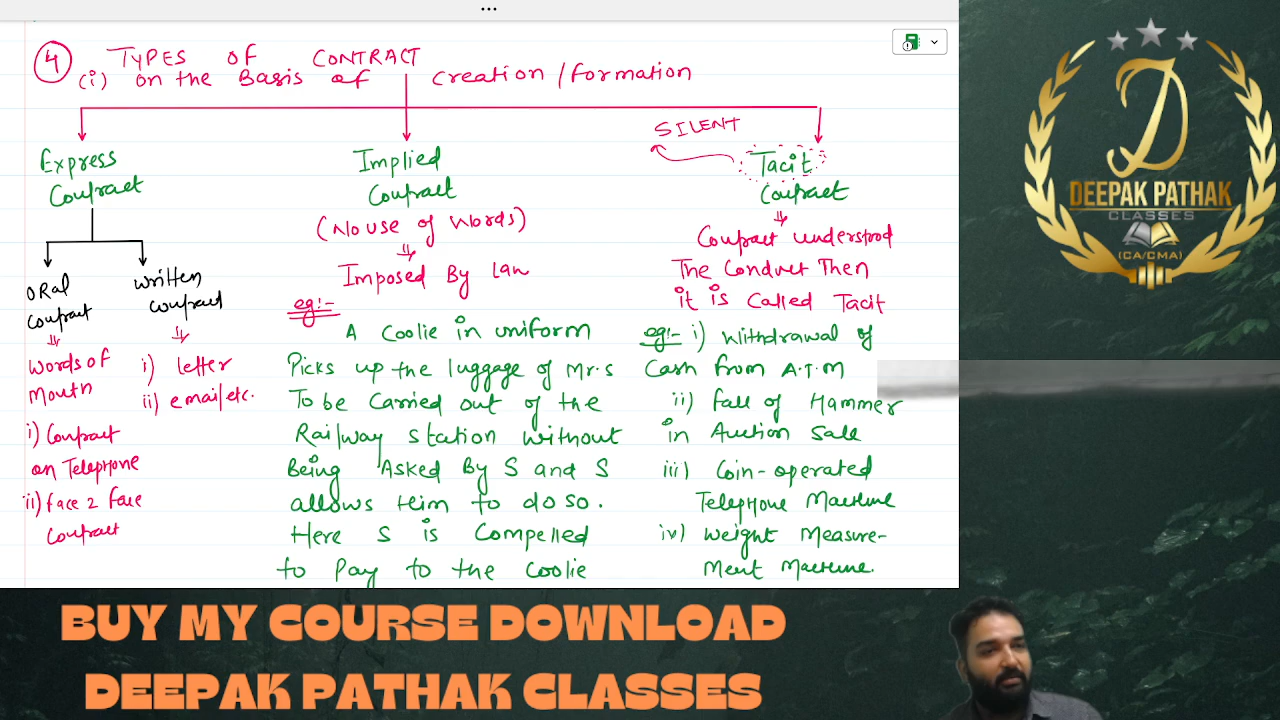 ...
4 TYPES OF CONTRACT
(i) on the Basis of creation / formation
Express
Contract
ORal
Contract
Words of
Mouth
i) Contract
on Telephone
ii) face 2 face
Contract
Written
Contract
i) letter
ii) email etc.
Implied
Contract
(No use of Words)
Imposed By law
eg:-
A Coolie in uniform
Picks up the luggage of Mr. S
To be Carried out of the
Railway station without
Being Asked By S and S
allows Him to do so.
Here S is Compelled
to Pay to the Coolie
SILENT
Tacit
Contract
Contract understood
The Conduct Then
it is Called Tacit
eg:- i) Withdrawal of
Cash from A.T.M
ii) Fall of Hammer
in Auction Sale
iii) Coin-operated
Telephone Machine
iv) Weight Measure-
Ment Machine.
D
DEEPAK PATHAK
CLASSES
(CA/CMA)
BUY MY COURSE DOWNLOAD
DEEPAK PATHAK CLASSES